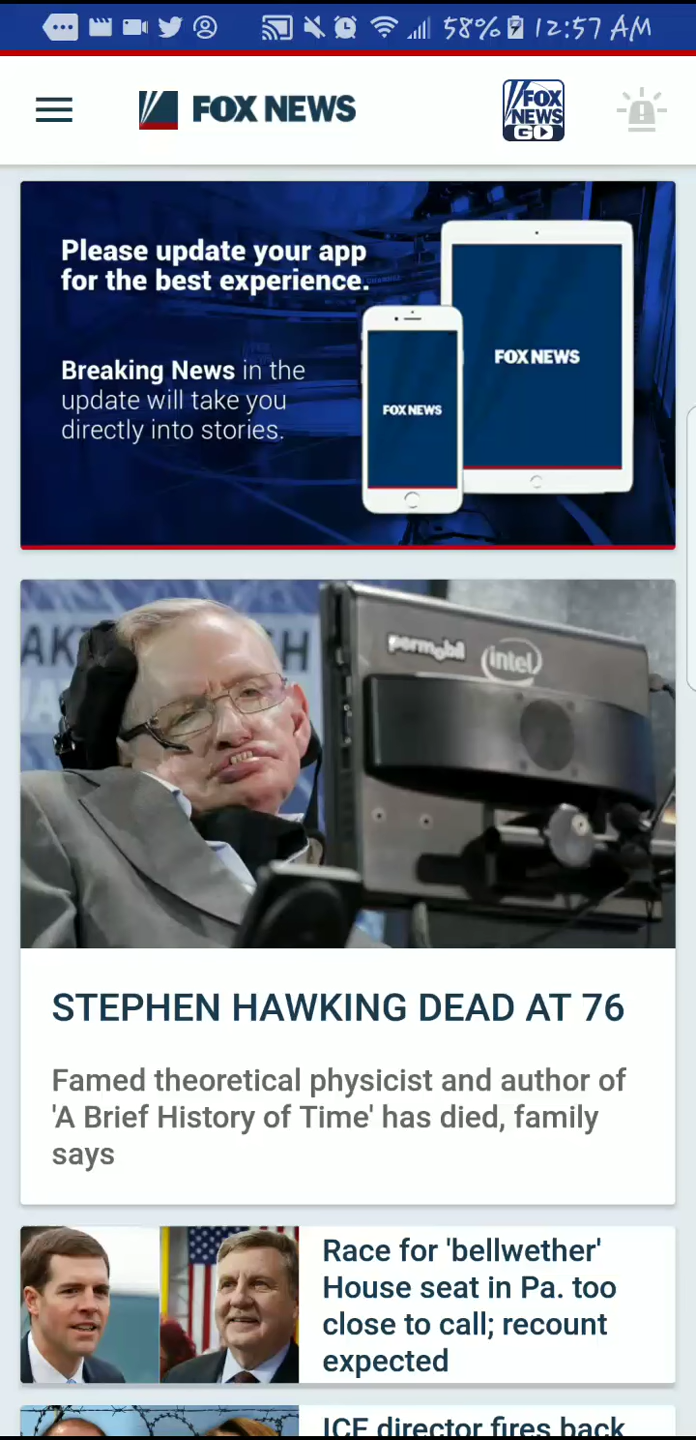 58% 12:57 AM
FOX NEWS
FOX
NEWS
GO
Please update your app
for the best experience.
Breaking News in the
update will take you
directly into stories.
FOX NEWS
FOX NEWS
permobil
intel
H
STEPHEN HAWKING DEAD AT 76
Famed theoretical physicist and author of
'A Brief History of Time' has died, family
says
Race for 'bellwether'
House seat in Pa. too
close to call; recount
expected
ICE director fires back